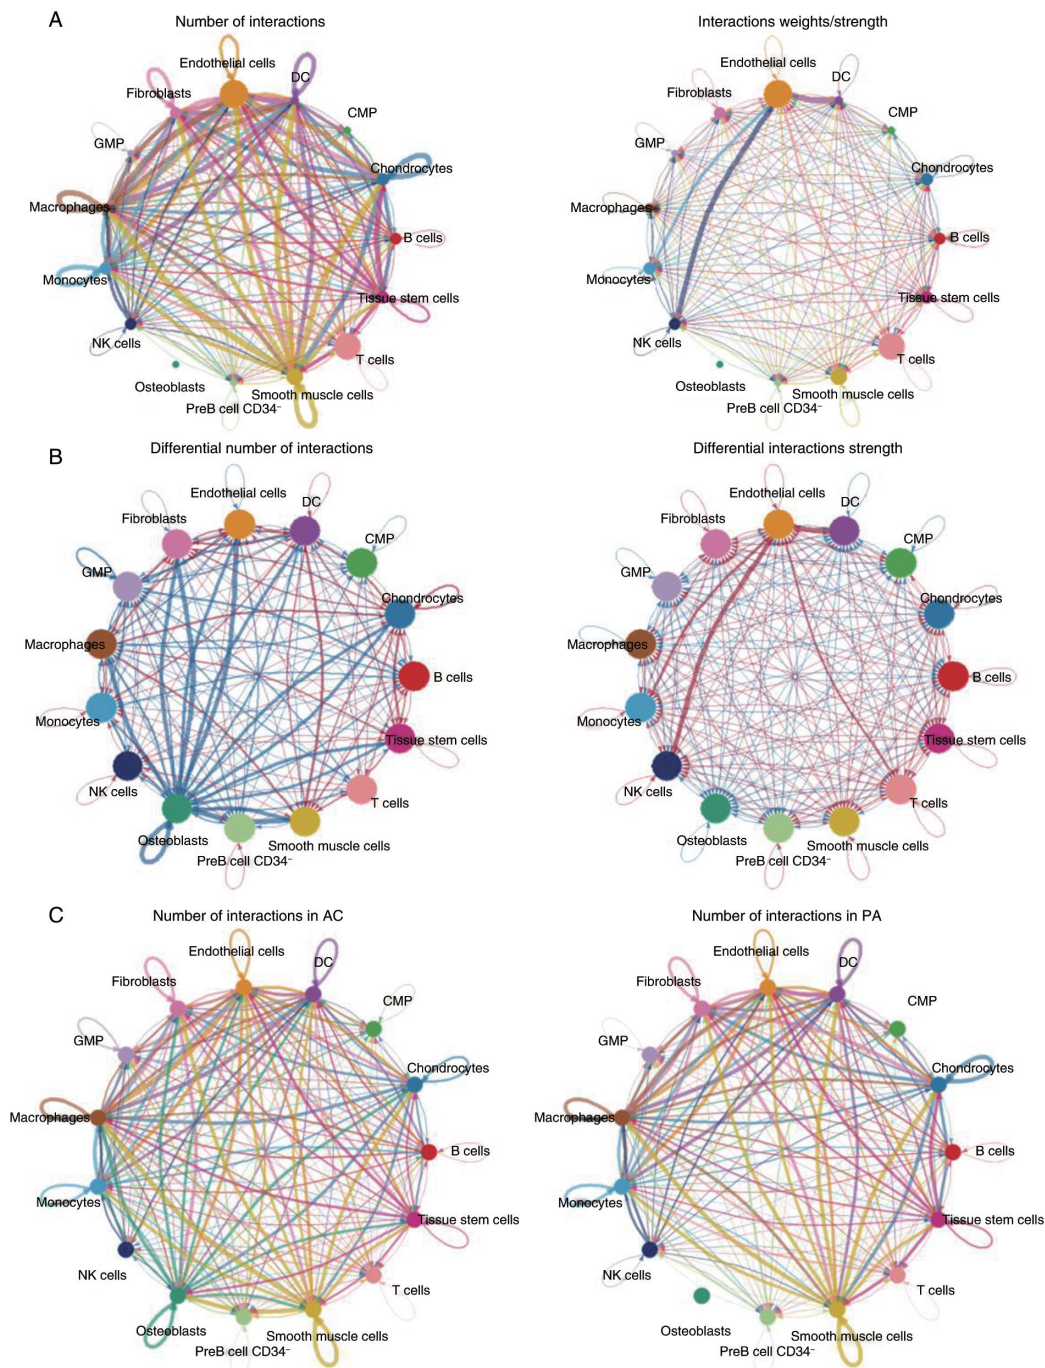 A
Number of interactions
Interactions weights/strength
Endothelial cells
DC
Fibroblasts
CMP
GMP
Chondrocytes
Macrophages
B cells
Monocytes
Tissue stem cells
NK cells
T cells
Osteoblasts
Smooth muscle cells
PreB cell CD34⁻
Endothelial cells
DC
Fibroblasts
CMP
GMP
Chondrocytes
Macrophages
B cells
Monocytes
Tissue stem cells
NK cells
T cells
Osteoblasts
Smooth muscle cells
PreB cell CD34⁻
B
Differential number of interactions
Differential interactions strength
Endothelial cells
DC
Fibroblasts
CMP
GMP
Chondrocytes
Macrophages
B cells
Monocytes
Tissue stem cells
NK cells
T cells
Osteoblasts
Smooth muscle cells
PreB cell CD34⁻
Endothelial cells
DC
Fibroblasts
CMP
GMP
Chondrocytes
Macrophages
B cells
Monocytes
Tissue stem cells
NK cells
T cells
Osteoblasts
Smooth muscle cells
PreB cell CD34⁻
C
Number of interactions in AC
Number of interactions in PA
Endothelial cells
DC
Fibroblasts
CMP
GMP
Chondrocytes
Macrophages
B cells
Monocytes
Tissue stem cells
NK cells
T cells
Osteoblasts
Smooth muscle cells
PreB cell CD34⁻
Endothelial cells
DC
Fibroblasts
CMP
GMP
Chondrocytes
Macrophages
B cells
Monocytes
Tissue stem cells
NK cells
T cells
Osteoblasts
Smooth muscle cells
PreB cell CD34⁻